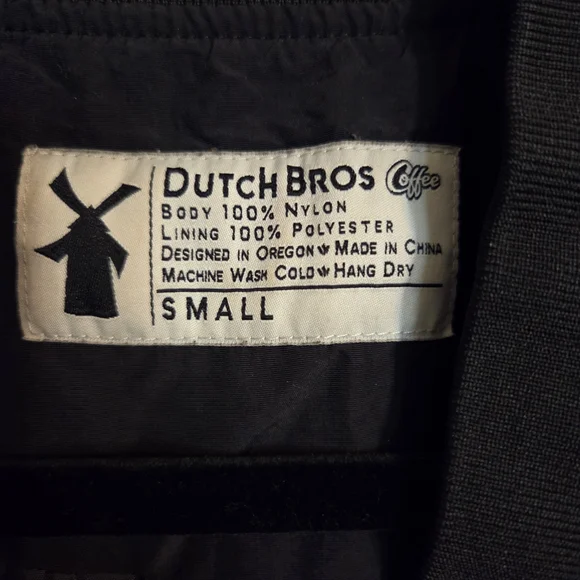 DUTCH BROS Coffee
BODY 100% NYLON
LINING 100% POLYESTER
DESIGNED IN OREGON MADE IN CHINA
MACHINE WASH COLD HANG DRY
SMALL